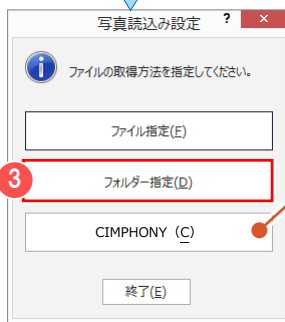 写真読込み設定 ? ×
ファイルの取得方法を指定してください。
ファイル指定(F)
3
フォルダー指定(D)
CIMPHONY（C）
終了(E)